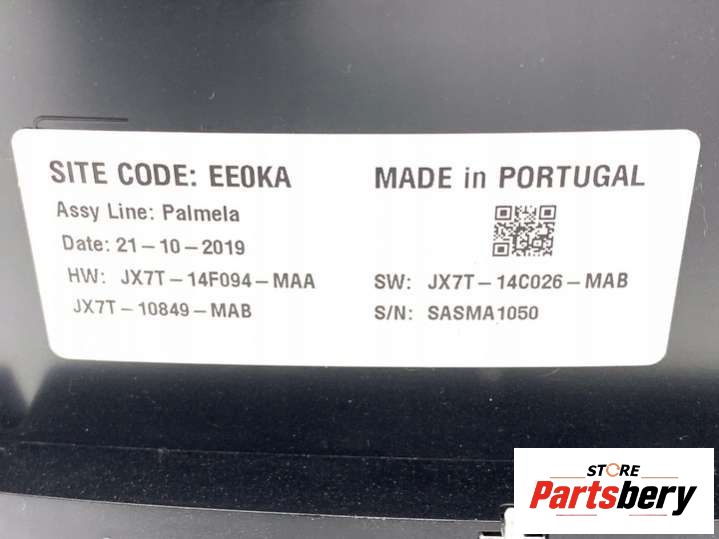 SITE CODE: EE0KA
MADE in PORTUGAL
Assy Line: Palmela
Date: 21-10-2019
HW: JX7T-14F094-MAA
SW: JX7T-14C026-MAB
JX7T-10849-MAB
S/N: SASMA1050
STORE
Partsbery